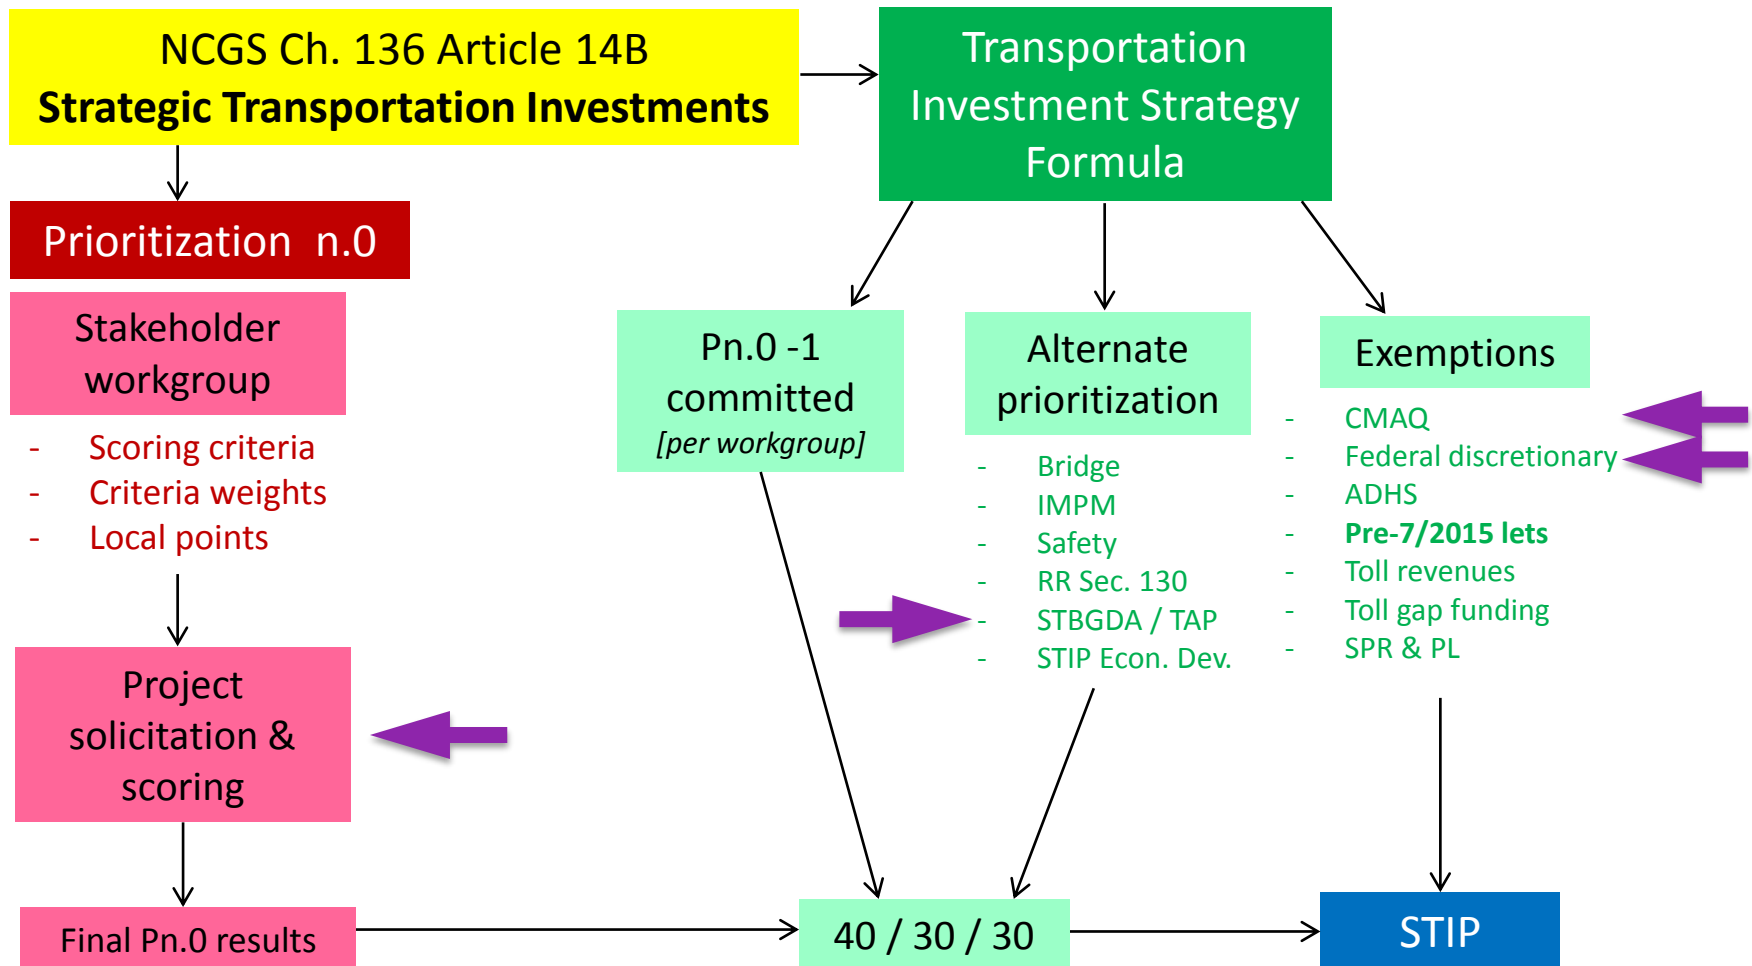 NCGS Ch. 136 Article 14B
Strategic Transportation Investments
Transportation
Investment Strategy
Formula
Prioritization n.0
Stakeholder
workgroup
- Scoring criteria
- Criteria weights
- Local points
Project
solicitation &
scoring
Final Pn.0 results
Pn.0 -1
committed
[per workgroup]
Alternate
prioritization
- Bridge
- IMPM
- Safety
- RR Sec. 130
- STBGDA / TAP
- STIP Econ. Dev.
Exemptions
- CMAQ
- Federal discretionary
- ADHS
- Pre-7/2015 lets
- Toll revenues
- Toll gap funding
- SPR & PL
40 / 30 / 30
STIP